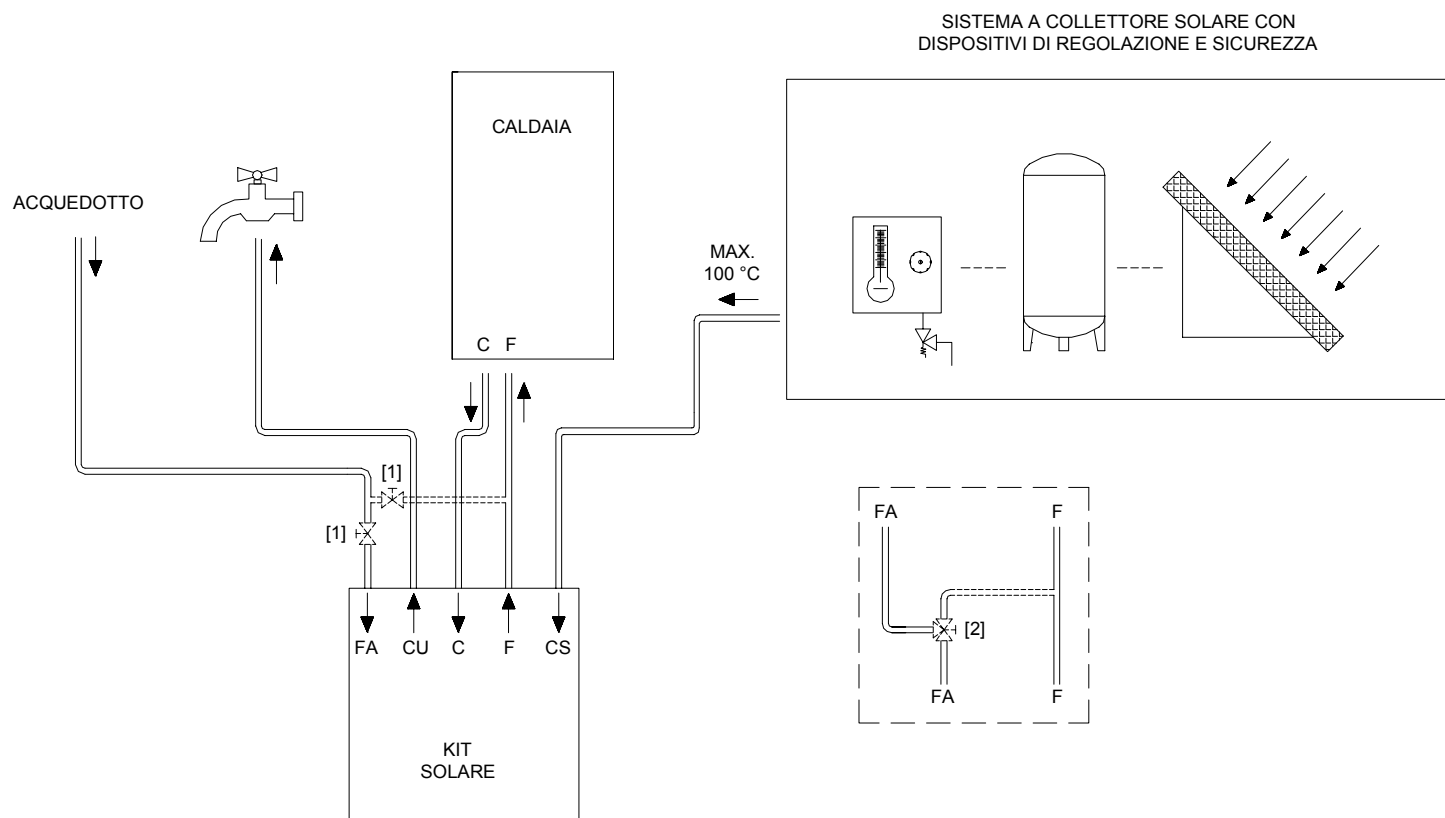 SISTEMA A COLLETTORE SOLARE CON
DISPOSITIVI DI REGOLAZIONE E SICUREZZA
CALDAIA
ACQUEDOTTO
MAX.
100 °C
C F
[1]
[1]
FA CU C F CS
KIT
SOLARE
FA F
[2]
FA F